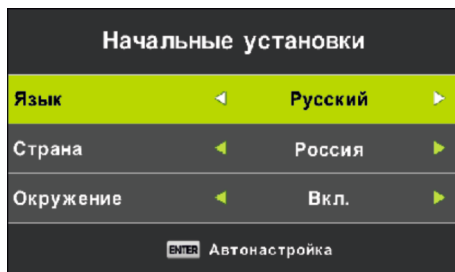 Начальные установки
Язык Русский
Страна Россия
Окружение Вкл.
ENTER Автонастройка